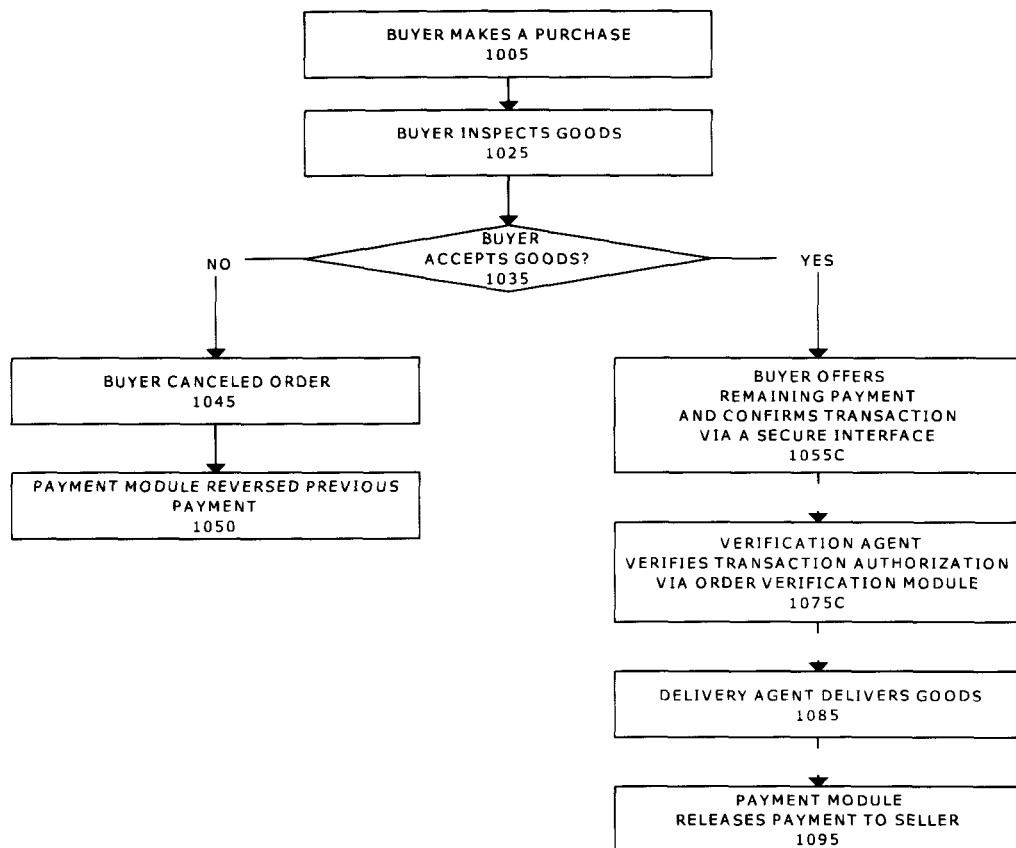 BUYER MAKES A PURCHASE
1005
BUYER INSPECTS GOODS
1025
BUYER
ACCEPTS GOODS?
1035
NO
YES
BUYER CANCELED ORDER
1045
PAYMENT MODULE REVERSED PREVIOUS
PAYMENT
1050
BUYER OFFERS
REMAINING PAYMENT
AND CONFIRMS TRANSACTION
VIA A SECURE INTERFACE
1055C
VERIFICATION AGENT
VERIFIES TRANSACTION AUTHORIZATION
VIA ORDER VERIFICATION MODULE
1075C
DELIVERY AGENT DELIVERS GOODS
1085
PAYMENT MODULE
RELEASES PAYMENT TO SELLER
1095